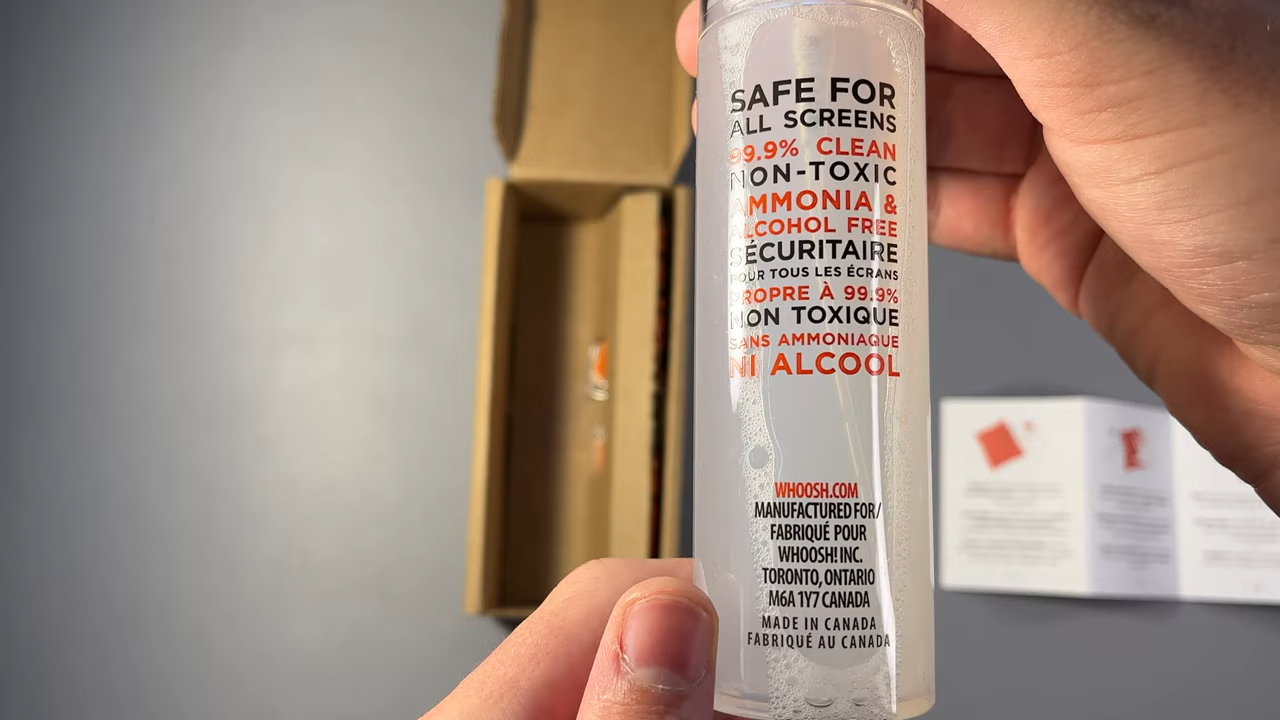 SAFE FOR
ALL SCREENS
99.9% CLEAN
NON-TOXIC
AMMONIA &
ALCOHOL FREE
SÉCURITAIRE
POUR TOUS LES ÉCRANS
PROPRE À 99.9%
NON TOXIQUE
SANS AMMONIAQUE
NI ALCOOL
WHOOSH.COM
MANUFACTURED FOR/
FABRIQUÉ POUR
WHOOSH! INC.
TORONTO, ONTARIO
M6A 1Y7 CANADA
MADE IN CANADA
FABRIQUÉ AU CANADA